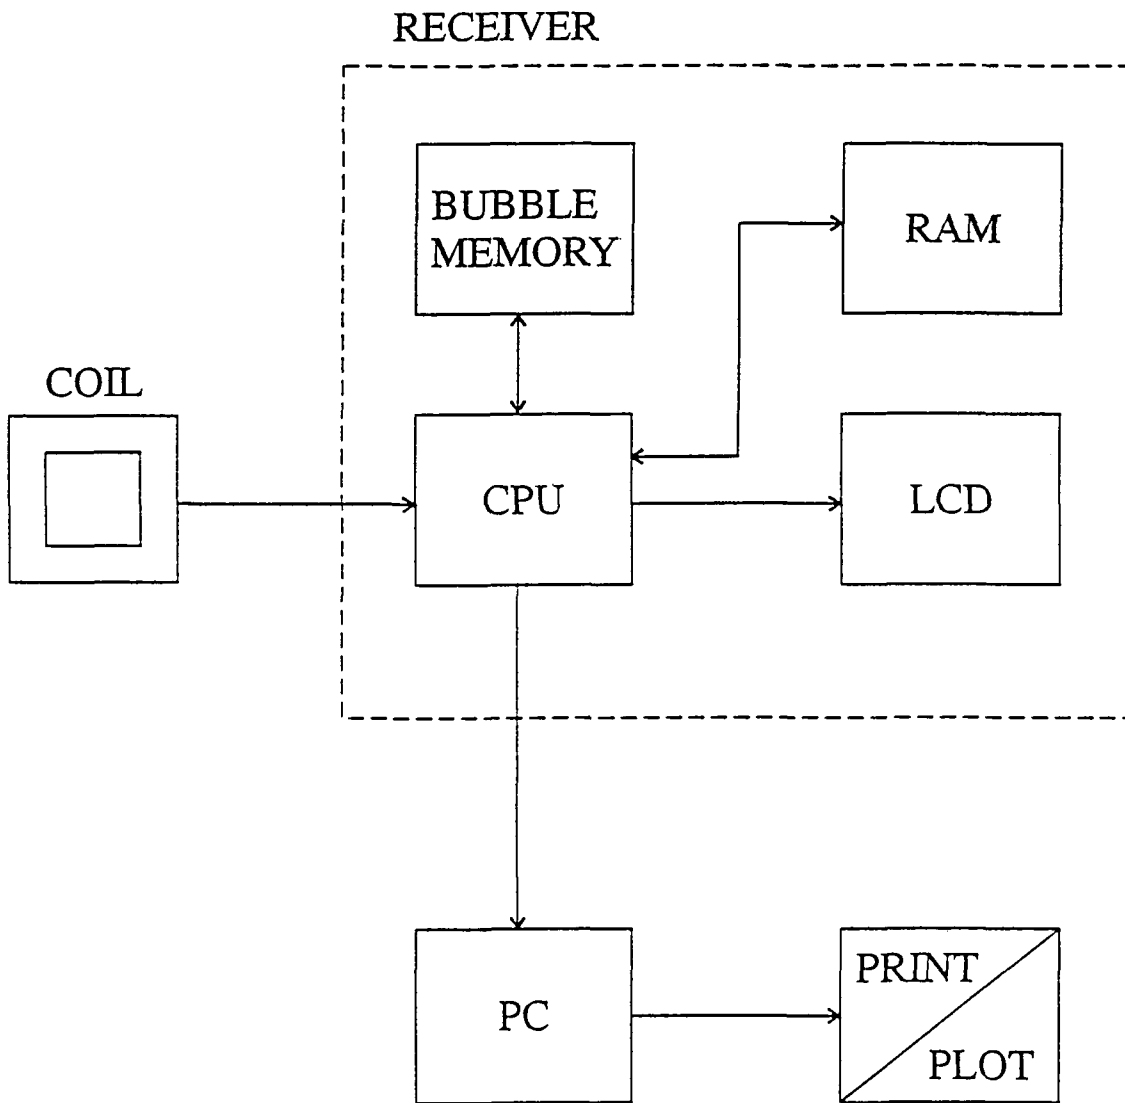 RECEIVER
BUBBLE
MEMORY
RAM
COIL
CPU
LCD
PC
PRINT
PLOT